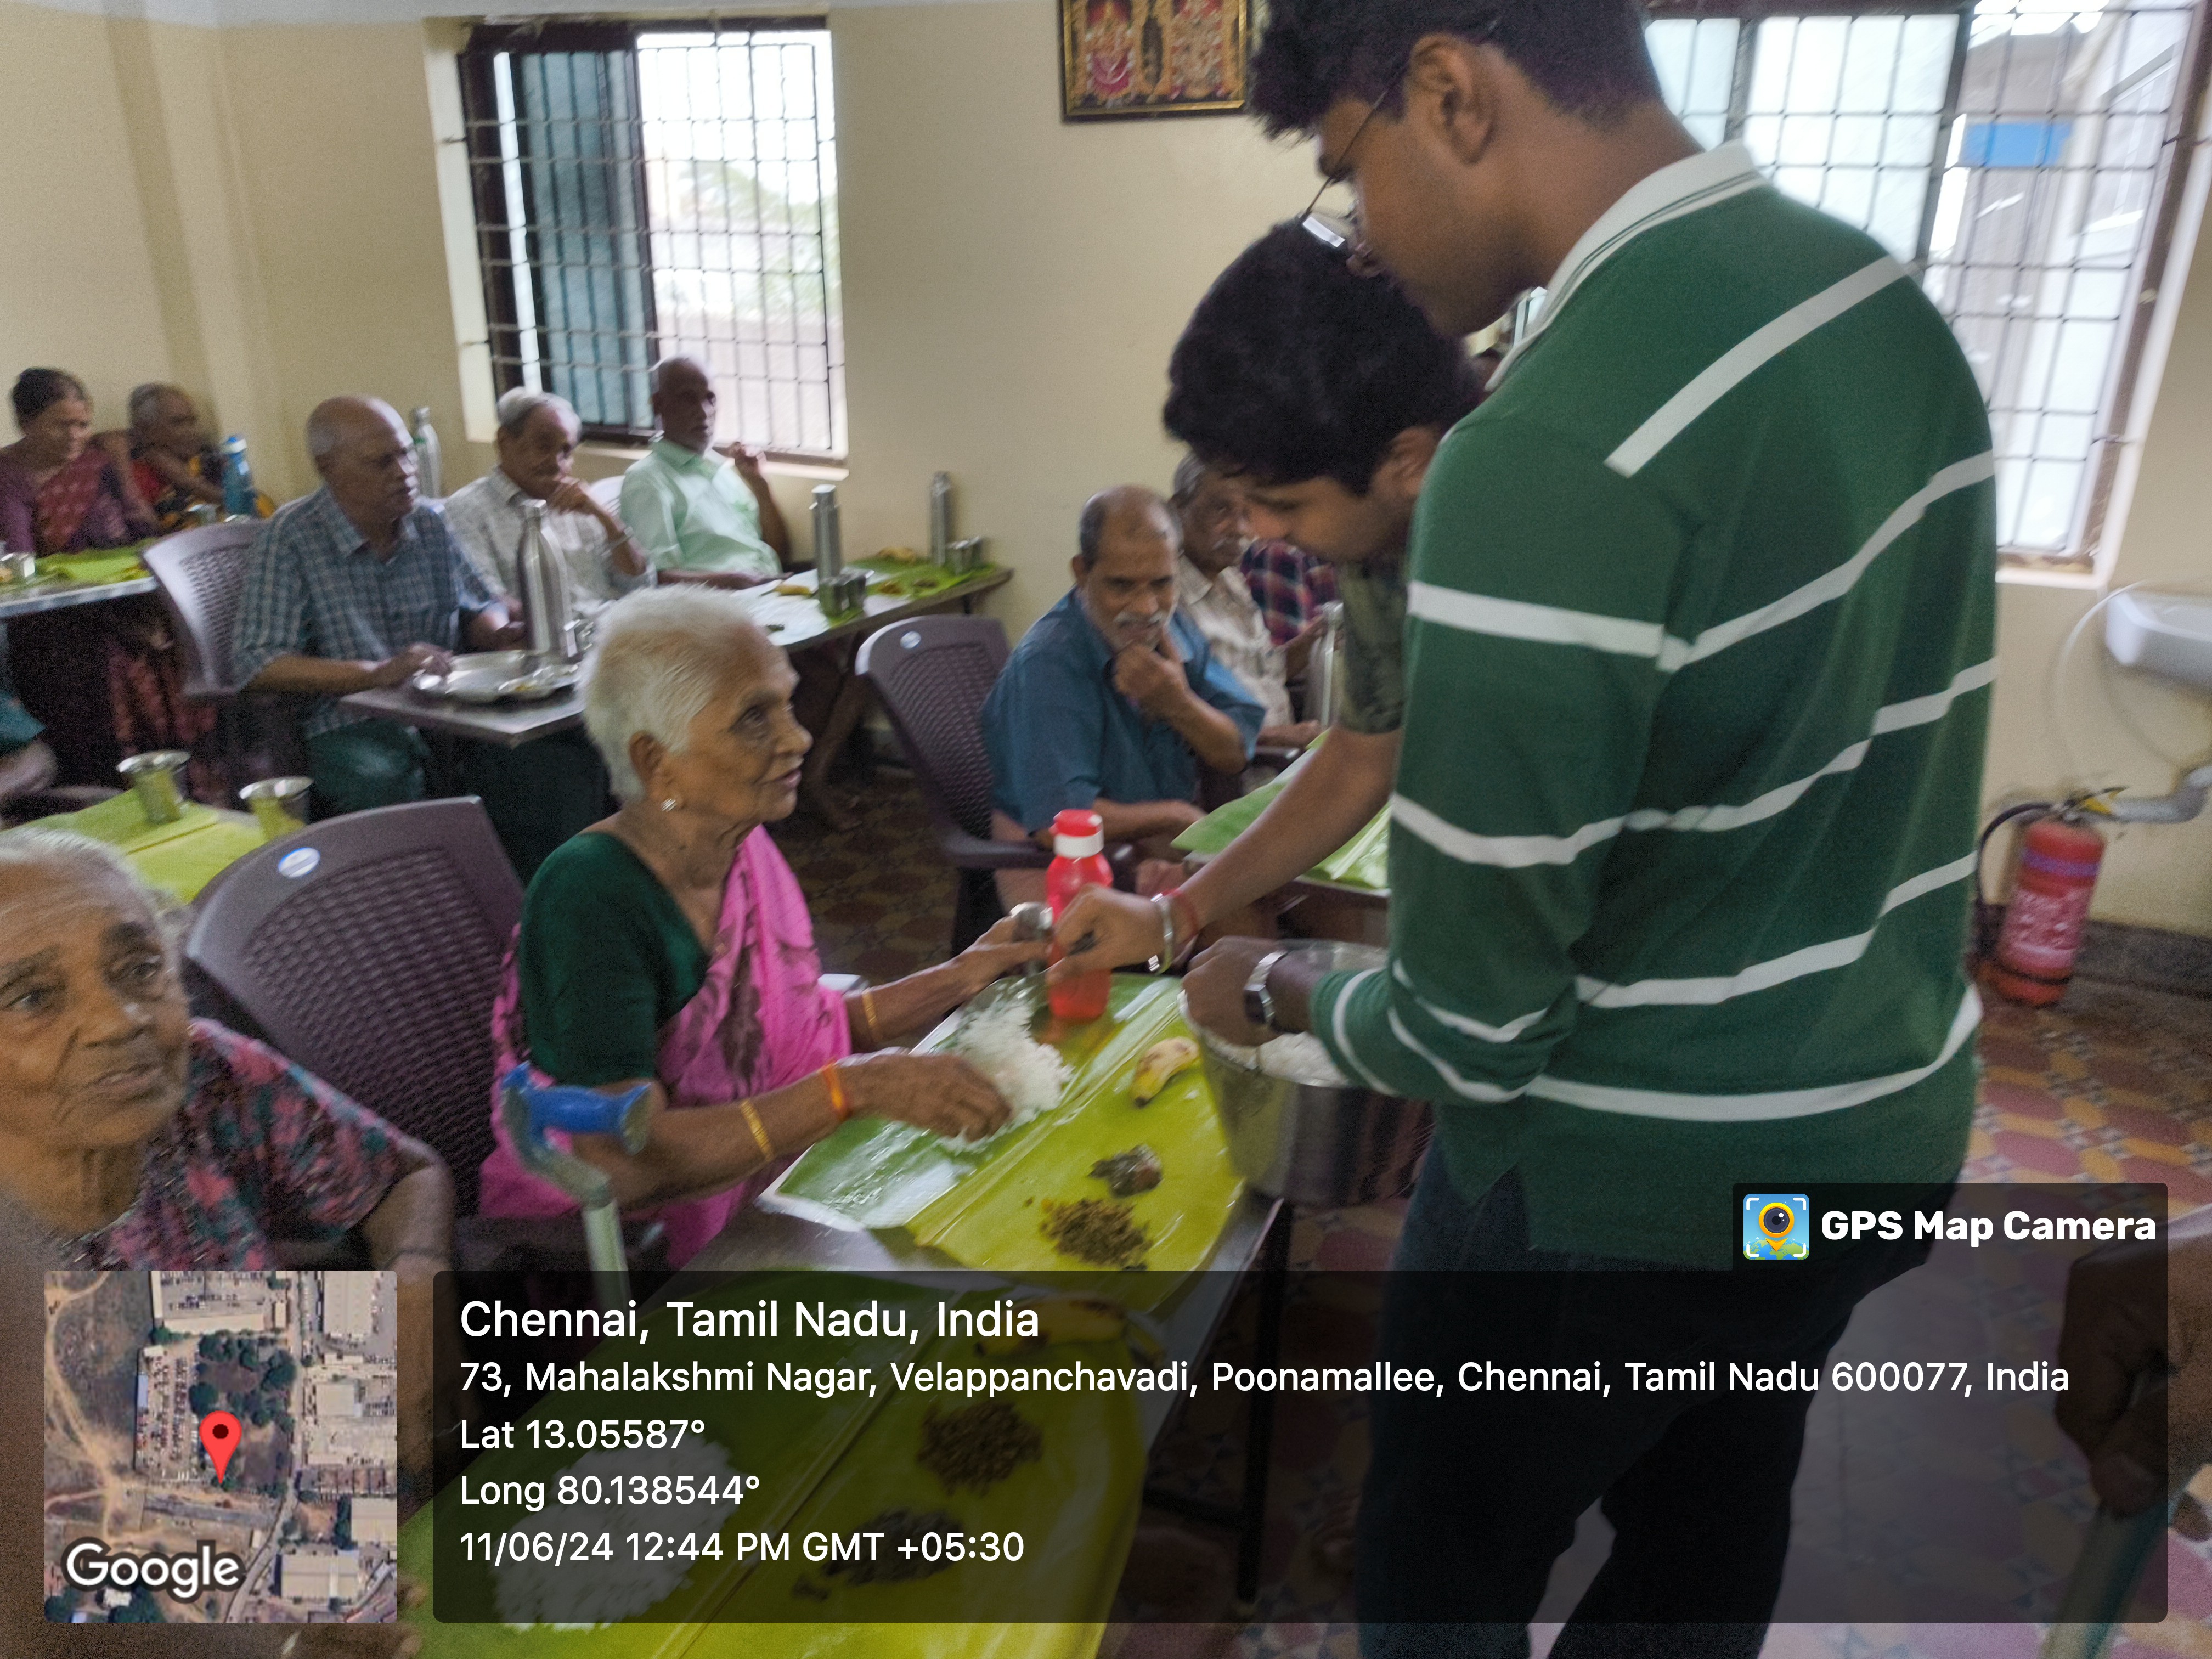 GPS Map Camera
Chennai, Tamil Nadu, India
73, Mahalakshmi Nagar, Velappanchavadi, Poonamallee, Chennai, Tamil Nadu 600077, India
Lat 13.05587°
Long 80.138544°
11/06/24 12:44 PM GMT +05:30
Google